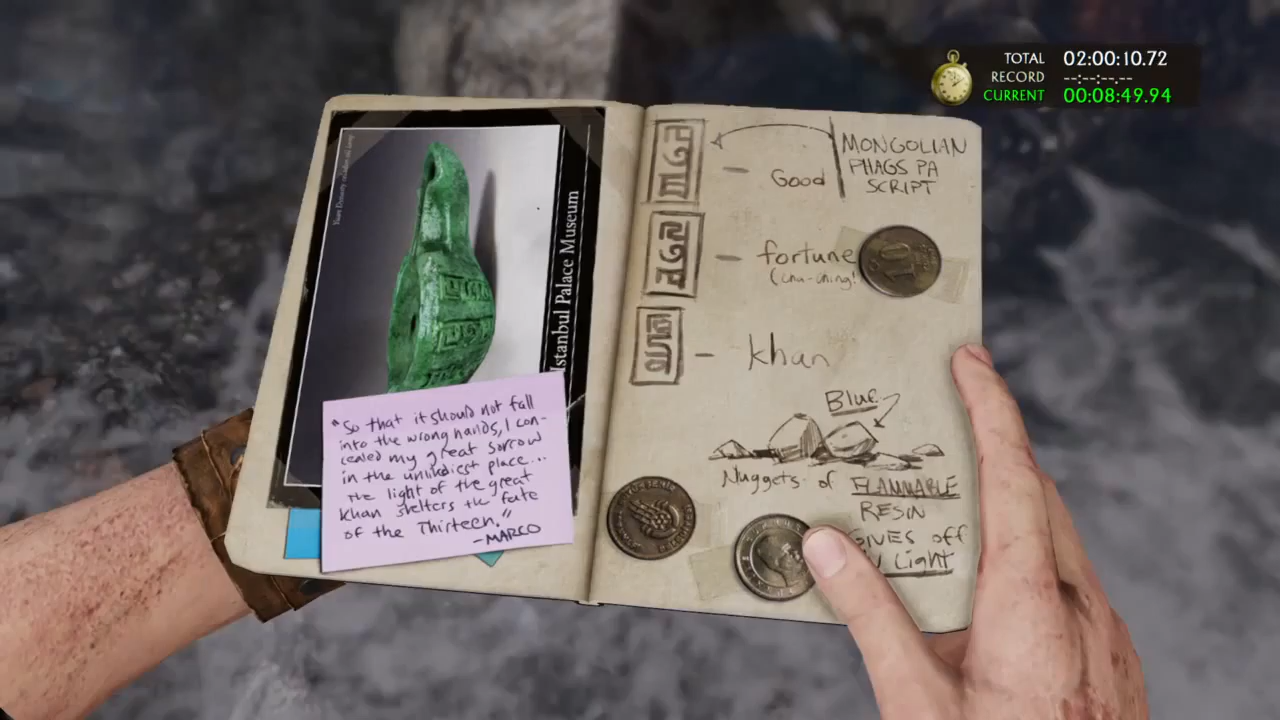 TOTAL 02:00:10.72
RECORD --:--:--.--
CURRENT 00:08:49.94
Istanbul Palace Museum
"So that it should not fall
into the wrong hands, I con-
cealed my great sorrow
in the unlikliest place...
the light of the great
Khan shelters the fate
of the Thirteen."
-MARCO
MONGOLIAN
PHAGS PA
SCRIPT
- Good
- fortune
(cha-ching!
10
- khan
Blue
Nuggets of FLAMMABLE
RESIN
GIVES off
Light